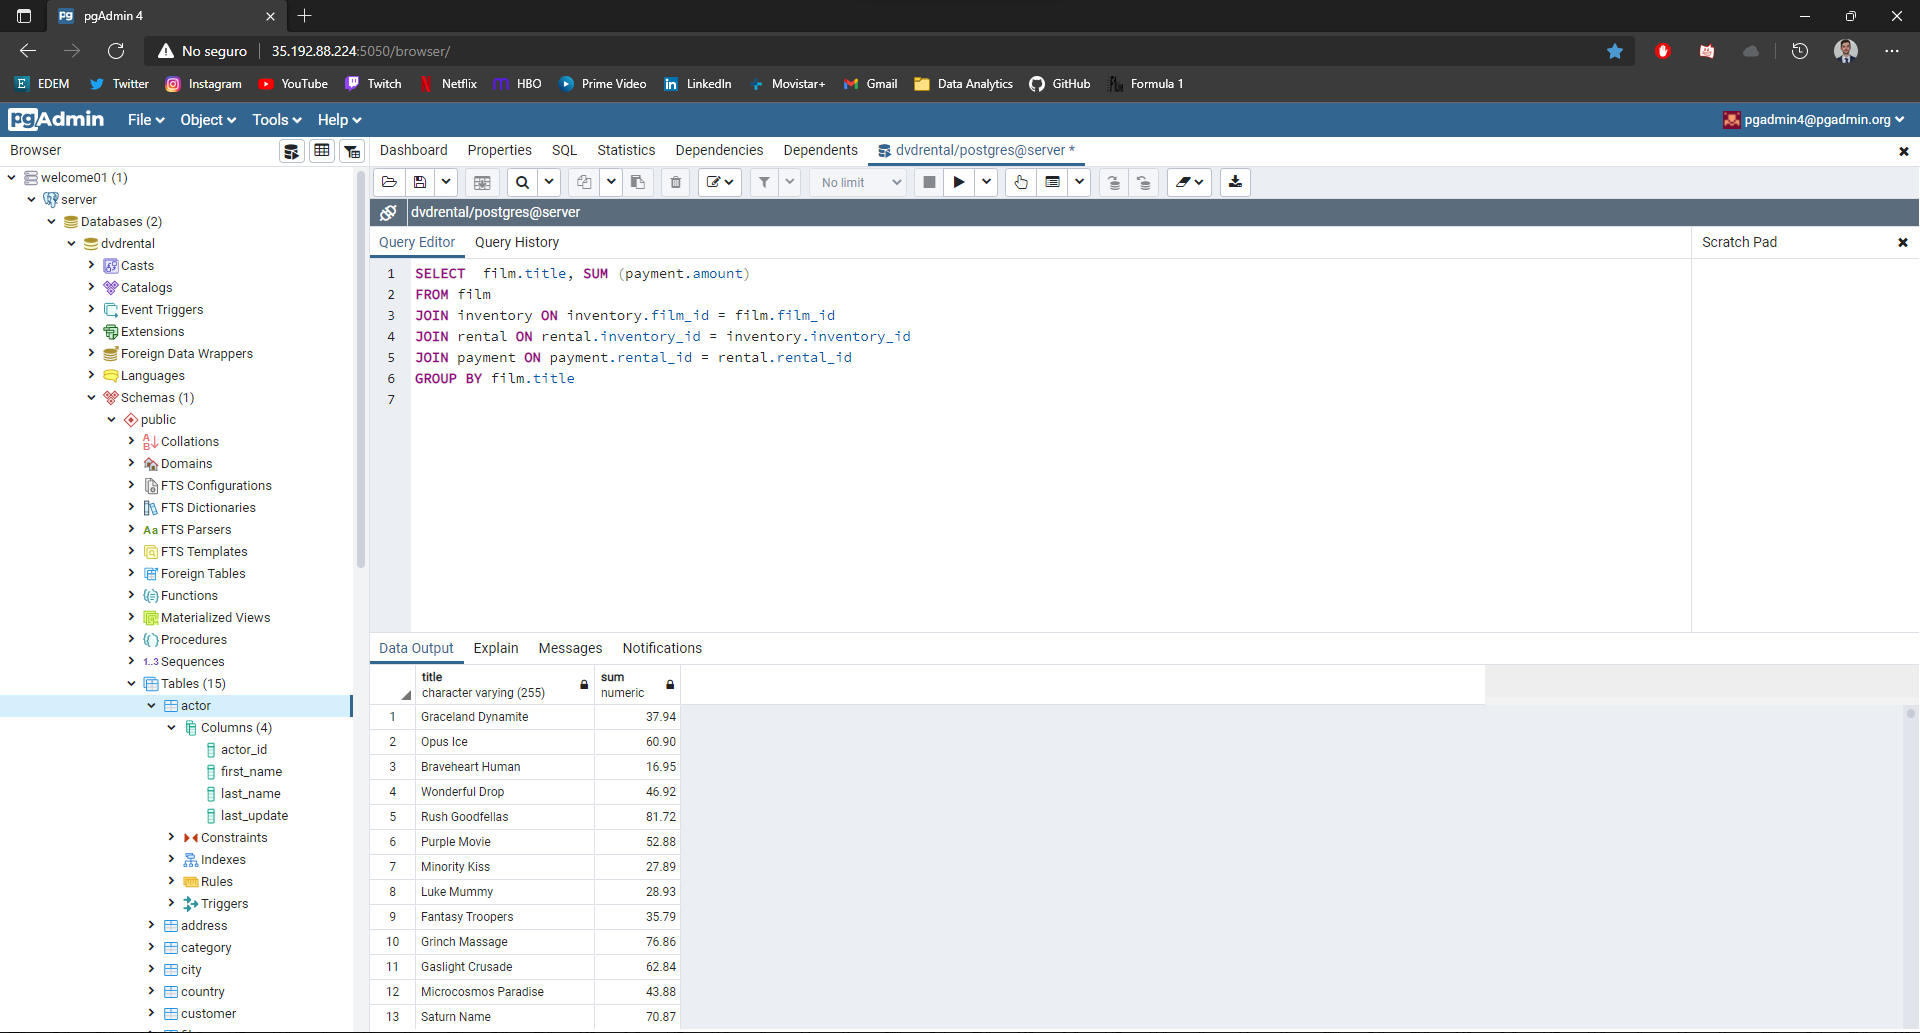 pgAdmin 4
No seguro 35.192.88.224:5050/browser/
EDEM Twitter Instagram YouTube Twitch Netflix HBO Prime Video LinkedIn Movistar+ Gmail Data Analytics GitHub Formula 1
pgAdmin File Object Tools Help pgadmin4@pgadmin.org
Browser
Dashboard Properties SQL Statistics Dependencies Dependents dvdrental/postgres@server *
welcome01 (1)
server
Databases (2)
dvdrental
Casts
Catalogs
Event Triggers
Extensions
Foreign Data Wrappers
Languages
Schemas (1)
public
Collations
Domains
FTS Configurations
FTS Dictionaries
FTS Parsers
FTS Templates
Foreign Tables
Functions
Materialized Views
Procedures
Sequences
Tables (15)
actor
Columns (4)
actor_id
first_name
last_name
last_update
Constraints
Indexes
Rules
Triggers
address
category
city
country
customer
No limit
dvdrental/postgres@server
Query Editor Query History
Scratch Pad
1 SELECT  film.title, SUM (payment.amount)
2 FROM film
3 JOIN inventory ON inventory.film_id = film.film_id
4 JOIN rental ON rental.inventory_id = inventory.inventory_id
5 JOIN payment ON payment.rental_id = rental.rental_id
6 GROUP BY film.title
7
Data Output Explain Messages Notifications
title sum
character varying (255) numeric
1 Graceland Dynamite 37.94
2 Opus Ice 60.90
3 Braveheart Human 16.95
4 Wonderful Drop 46.92
5 Rush Goodfellas 81.72
6 Purple Movie 52.88
7 Minority Kiss 27.89
8 Luke Mummy 28.93
9 Fantasy Troopers 35.79
10 Grinch Massage 76.86
11 Gaslight Crusade 62.84
12 Microcosmos Paradise 43.88
13 Saturn Name 70.87